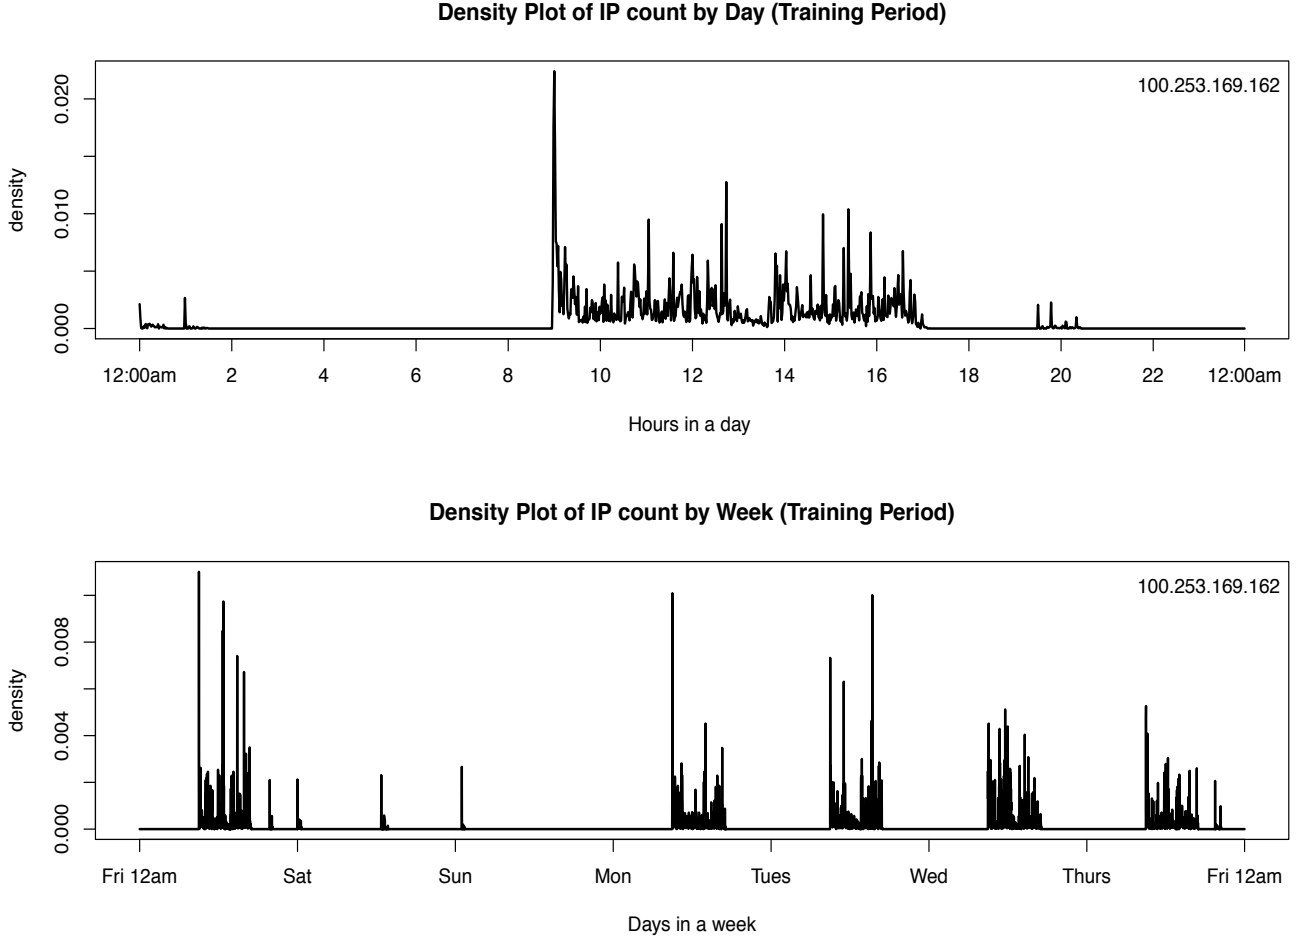 Density Plot of IP count by Day (Training Period)
100.253.169.162
density
0.000 0.010 0.020
12:00am 2 4 6 8 10 12 14 16 18 20 22 12:00am
Hours in a day
Density Plot of IP count by Week (Training Period)
100.253.169.162
density
0.000 0.004 0.008
Fri 12am Sat Sun Mon Tues Wed Thurs Fri 12am
Days in a week